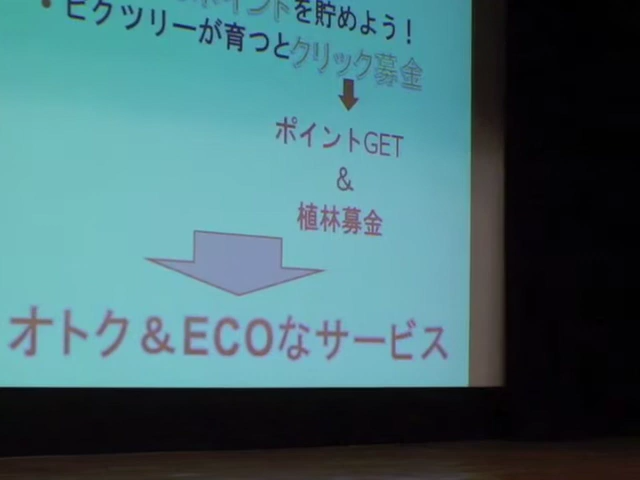 ポイントを貯めよう！
・ピクツリーが育つとクリック募金
ポイントGET
&
植林募金
オトク＆ECOなサービス